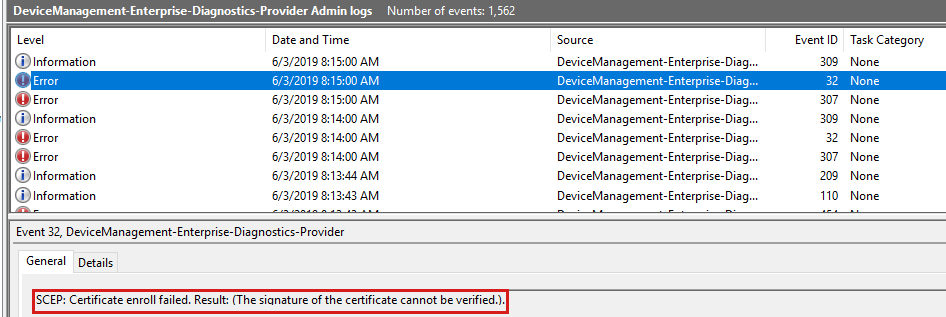 DeviceManagement-Enterprise-Diagnostics-Provider Admin logs Number of events: 1,562
Level Date and Time Source Event ID Task Category
Information 6/3/2019 8:15:00 AM DeviceManagement-Enterprise-Diag... 309 None
Error 6/3/2019 8:15:00 AM DeviceManagement-Enterprise-Diag... 32 None
Error 6/3/2019 8:15:00 AM DeviceManagement-Enterprise-Diag... 307 None
Information 6/3/2019 8:14:00 AM DeviceManagement-Enterprise-Diag... 309 None
Error 6/3/2019 8:14:00 AM DeviceManagement-Enterprise-Diag... 32 None
Error 6/3/2019 8:14:00 AM DeviceManagement-Enterprise-Diag... 307 None
Information 6/3/2019 8:13:44 AM DeviceManagement-Enterprise-Diag... 209 None
Information 6/3/2019 8:13:43 AM DeviceManagement-Enterprise-Diag... 110 None
Event 32, DeviceManagement-Enterprise-Diagnostics-Provider
General Details
SCEP: Certificate enroll failed. Result: (The signature of the certificate cannot be verified.).